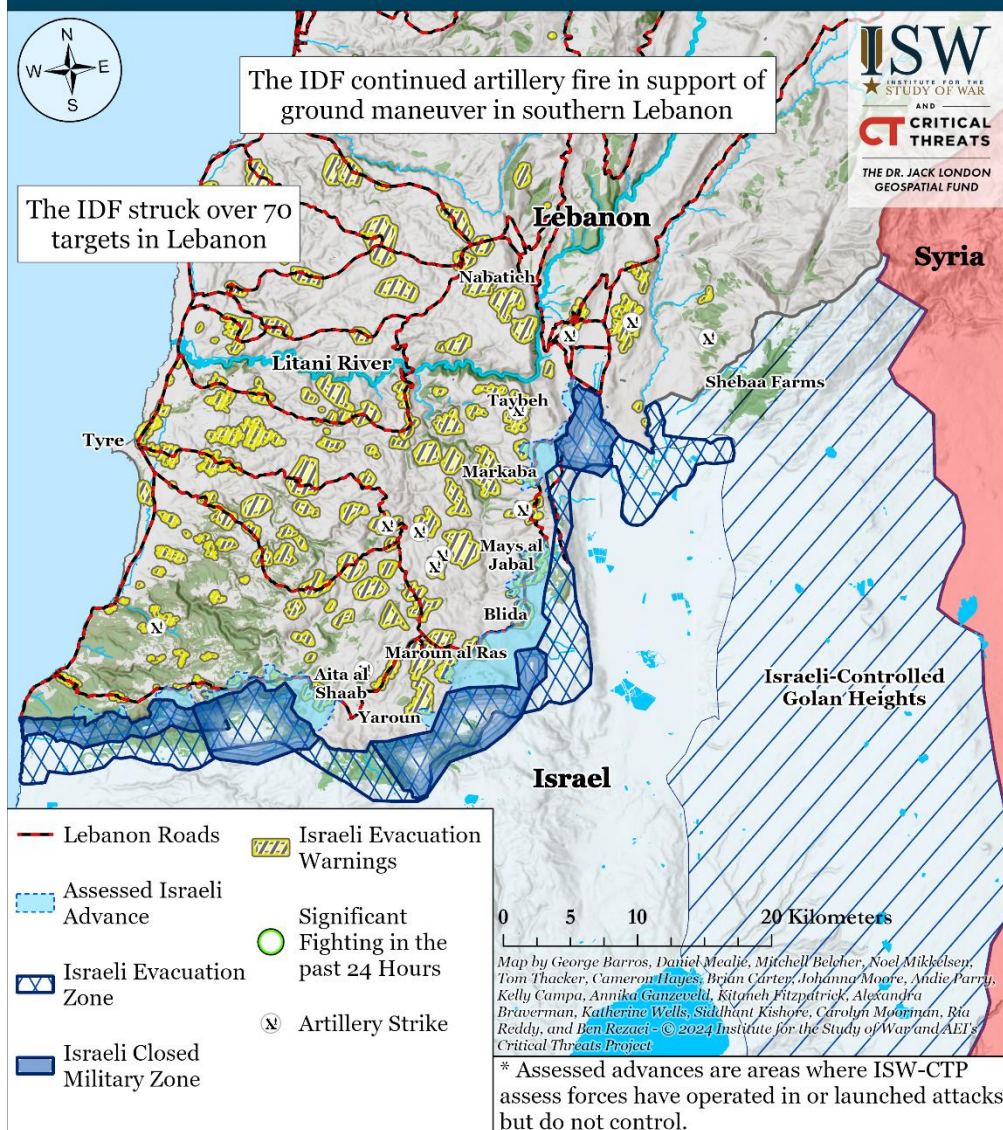 N
W E
S
The IDF continued artillery fire in support of
ground maneuver in southern Lebanon
ISW
INSTITUTE FOR THE
STUDY OF WAR
AND
CT CRITICAL
THREATS
THE DR. JACK LONDON
GEOSPATIAL FUND
The IDF struck over 70
targets in Lebanon
Lebanon
Syria
Nabatieh
Litani River
Shebaa Farms
Taybeh
Tyre
Markaba
Mays al
Jabal
Blida
Maroun al Ras
Aita al
Shaab
Yaroun
Israeli-Controlled
Golan Heights
Israel
Lebanon Roads
Assessed Israeli
Advance
Israeli Evacuation
Zone
Israeli Closed
Military Zone
Israeli Evacuation
Warnings
Significant
Fighting in the
past 24 Hours
Artillery Strike
0 5 10 20 Kilometers
Map by George Barros, Daniel Mealie, Mitchell Belcher, Noel Mikkelsen,
Tom Thacker, Cameron Hayes, Brian Carter, Johanna Moore, Andie Parry,
Kelly Campa, Annika Ganzeveld, Kitaneh Fitzpatrick, Alexandra
Braverman, Katherine Wells, Siddhant Kishore, Carolyn Moorman, Ria
Reddy, and Ben Rezaei - © 2024 Institute for the Study of War and AEI's
Critical Threats Project
* Assessed advances are areas where ISW-CTP
assess forces have operated in or launched attacks
but do not control.